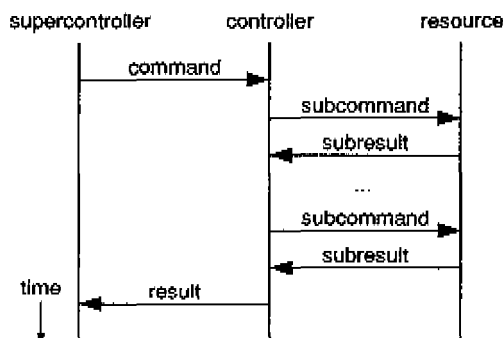 supercontroller controller resource
command
subcommand
subresult
...
subcommand
subresult
time
result